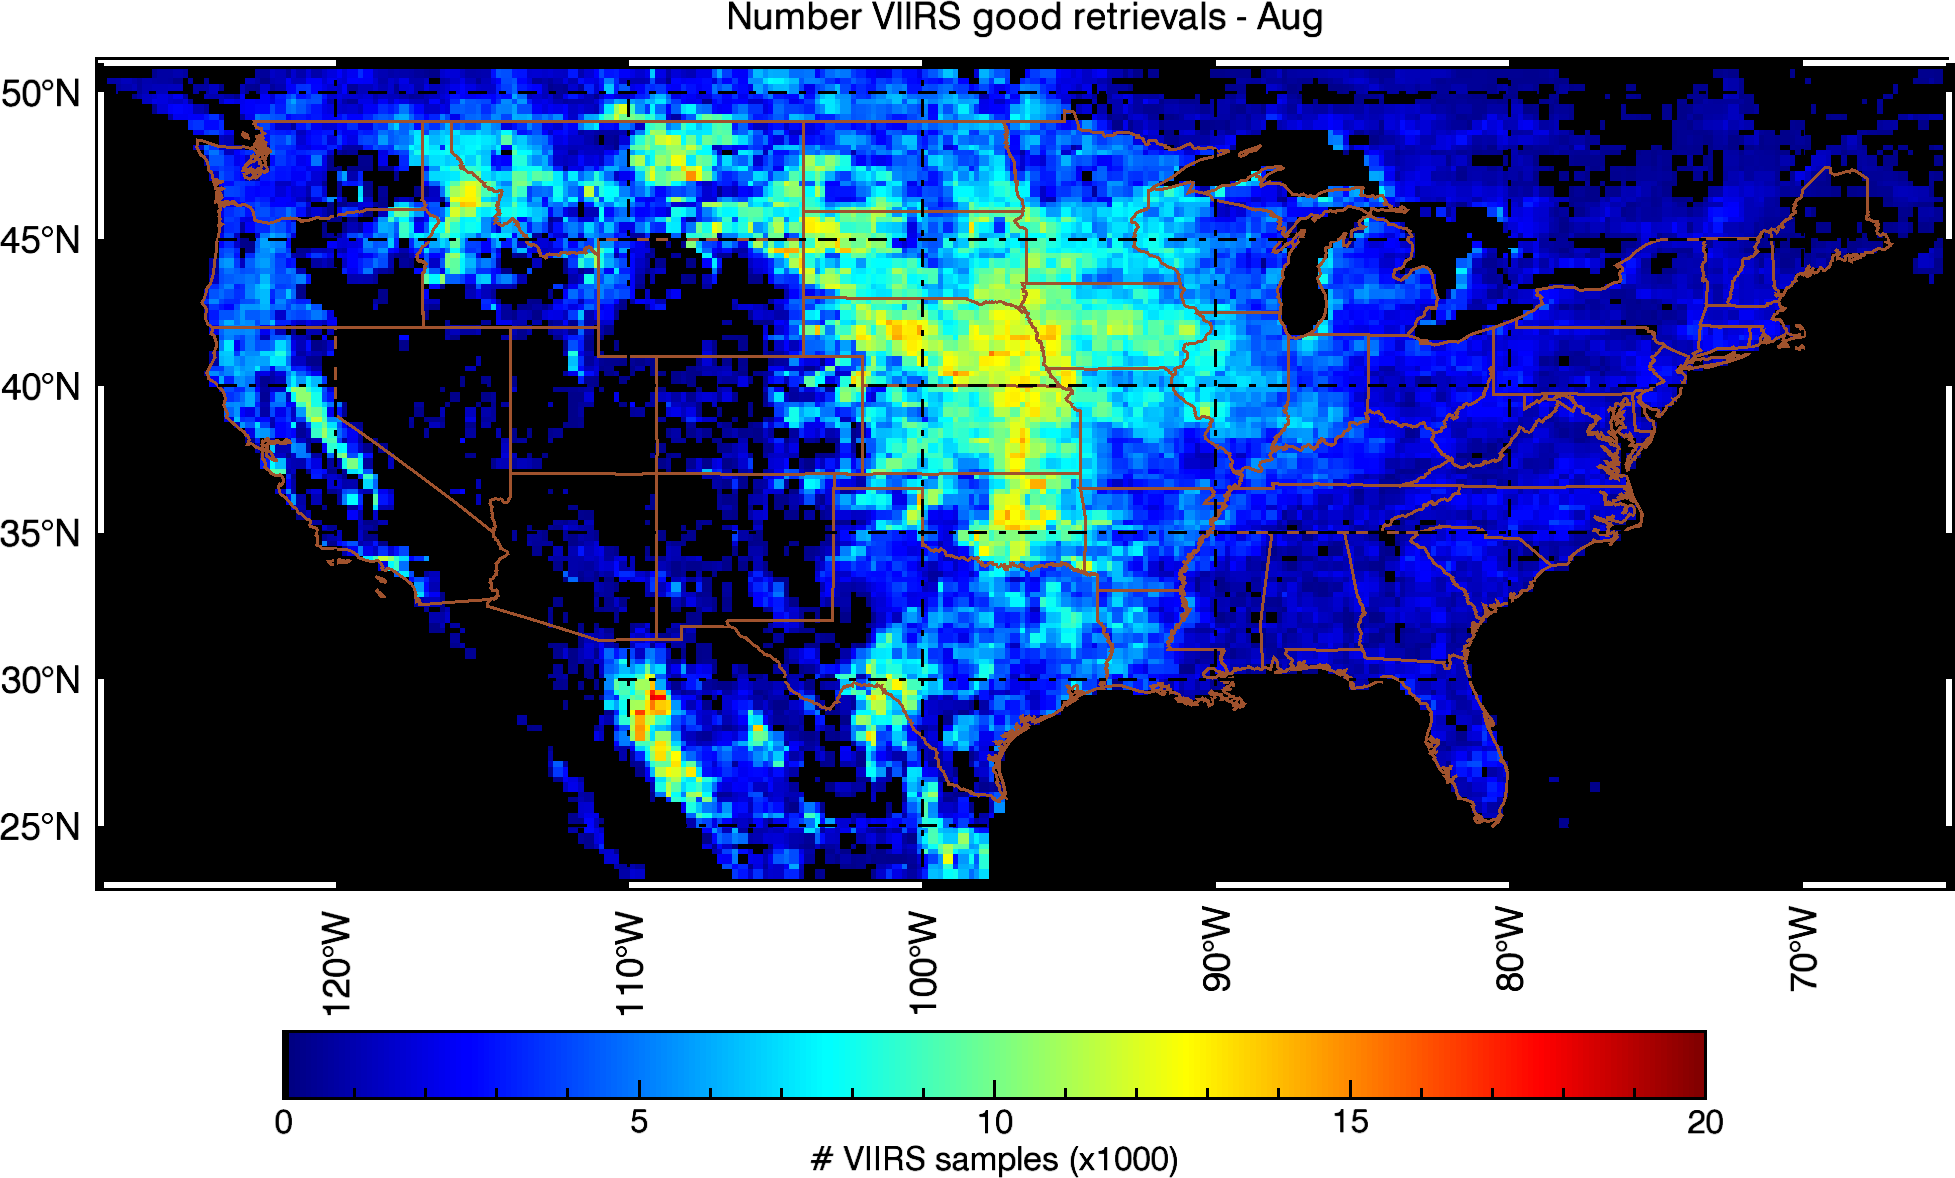 Number VIIRS good retrievals - Aug
50°N
45°N
40°N
35°N
30°N
25°N
120°W 110°W 100°W 90°W 80°W 70°W
0 5 10 15 20
# VIIRS samples (x1000)